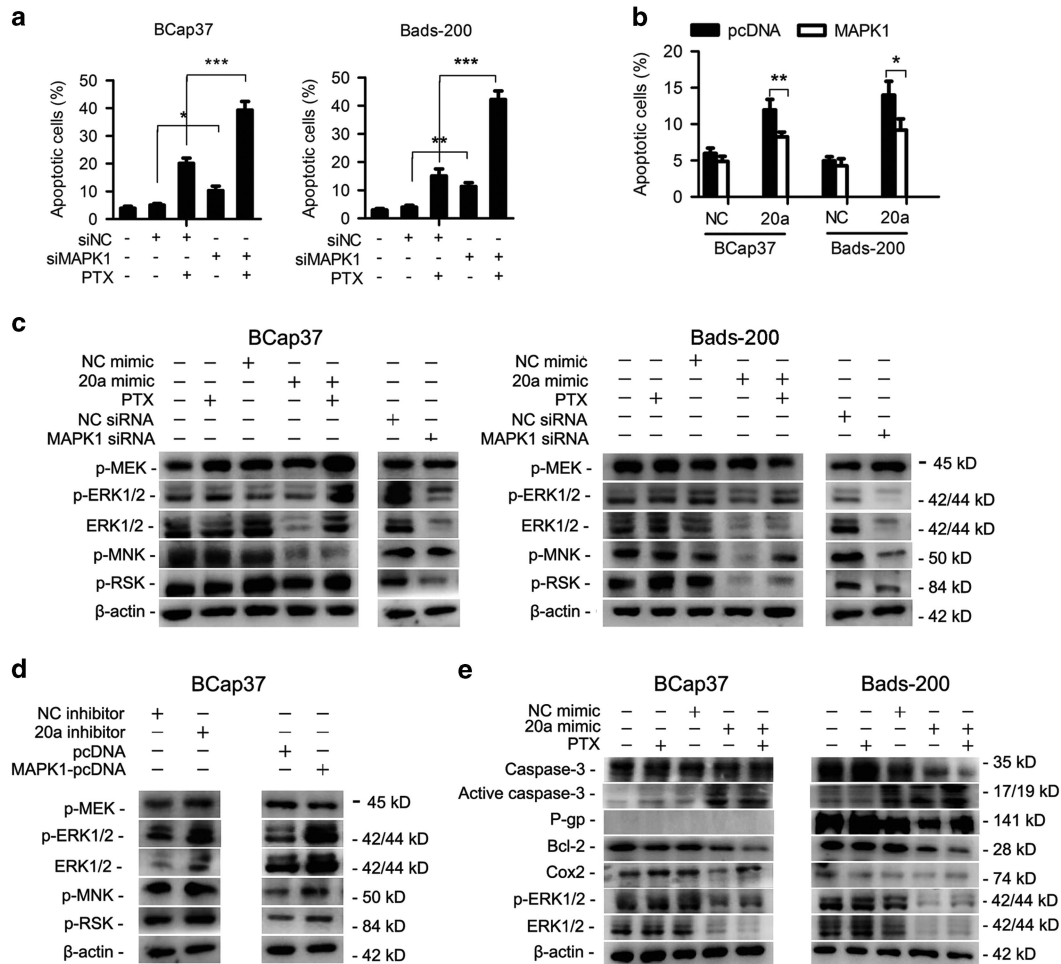 a
BCap37
Apoptotic cells (%)
50
40
30
20
10
0
***
*
siNC - + + - -
siMAPK1 - - - + +
PTX - - + - +
Bads-200
Apoptotic cells (%)
50
40
30
20
10
0
***
**
siNC - + + - -
siMAPK1 - - - + +
PTX - - + - +
b
pcDNA MAPK1
Apoptotic cells (%)
20
15
10
5
0
** *
NC 20a NC 20a
BCap37 Bads-200
c
BCap37
NC mimic – – + – – – –
20a mimic – – – + + – –
PTX – + – – + – –
NC siRNA – – – – – + –
MAPK1 siRNA – – – – – – +
p-MEK -
p-ERK1/2 -
ERK1/2 -
p-MNK -
p-RSK -
β-actin -
Bads-200
NC mimic – – + – – – –
20a mimic – – – + + – –
PTX – + – – + – –
NC siRNA – – – – – + –
MAPK1 siRNA – – – – – – +
p-MEK - - 45 kD
p-ERK1/2 - - 42/44 kD
ERK1/2 - - 42/44 kD
p-MNK - - 50 kD
p-RSK - - 84 kD
β-actin - - 42 kD
d
BCap37
NC inhibitor + – – –
20a inhibitor – + – –
pcDNA – – + –
MAPK1-pcDNA – – – +
p-MEK - - 45 kD
p-ERK1/2 - - 42/44 kD
ERK1/2 - - 42/44 kD
p-MNK - - 50 kD
p-RSK - - 84 kD
β-actin - - 42 kD
e
BCap37 Bads-200
NC mimic – – + – – – – + – –
20a mimic – – – + + – – – + +
PTX – + – – + – + – – +
Caspase-3 - - 35 kD
Active caspase-3 - - 17/19 kD
P-gp - - 141 kD
Bcl-2 - - 28 kD
Cox2 - - 74 kD
p-ERK1/2 - - 42/44 kD
ERK1/2 - - 42/44 kD
β-actin - - 42 kD